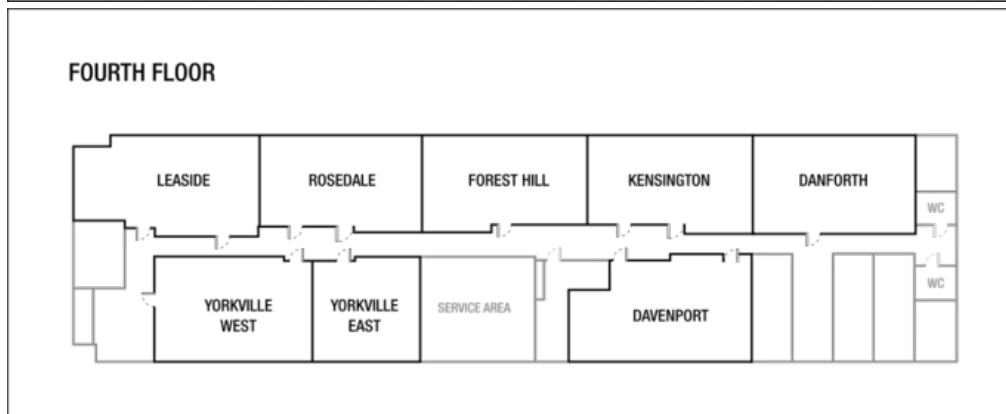 FOURTH FLOOR
LEASIDE
ROSEDALE
FOREST HILL
KENSINGTON
DANFORTH
WC
WC
YORKVILLE
WEST
YORKVILLE
EAST
SERVICE AREA
DAVENPORT